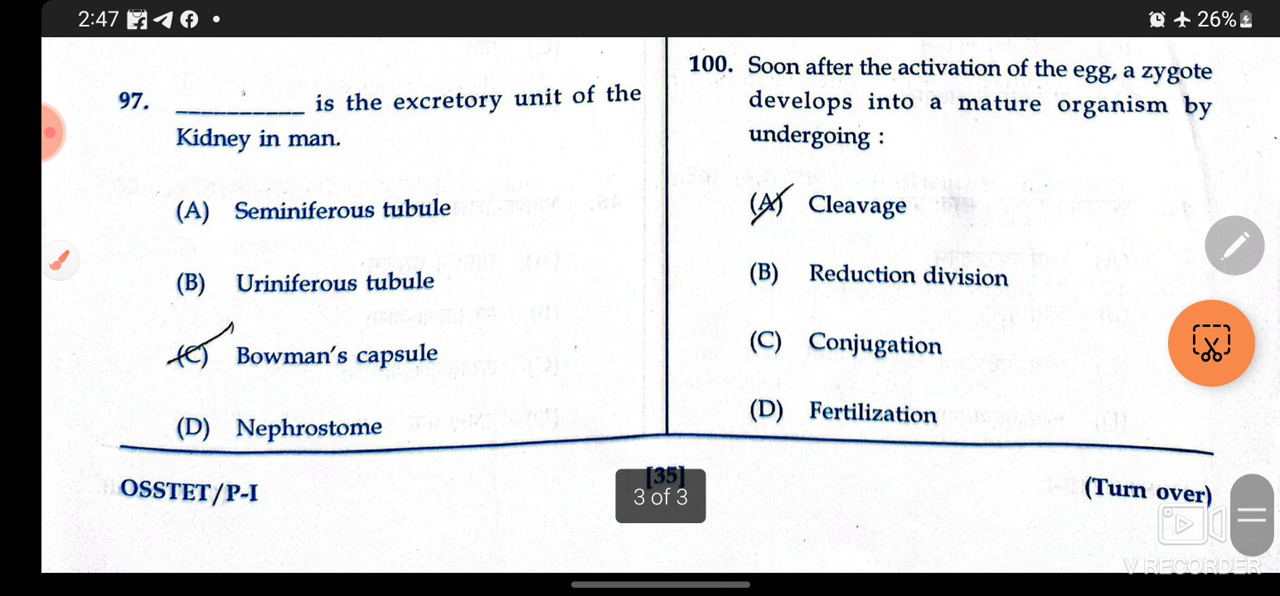 2:47
26%
97. __________ is the excretory unit of the
Kidney in man.
(A) Seminiferous tubule
(B) Uriniferous tubule
(C) Bowman's capsule
(D) Nephrostome
OSSTET/P-I
100. Soon after the activation of the egg, a zygote
develops into a mature organism by
undergoing :
(A) Cleavage
(B) Reduction division
(C) Conjugation
(D) Fertilization
[35]
3 of 3
(Turn over)
V RECORDER